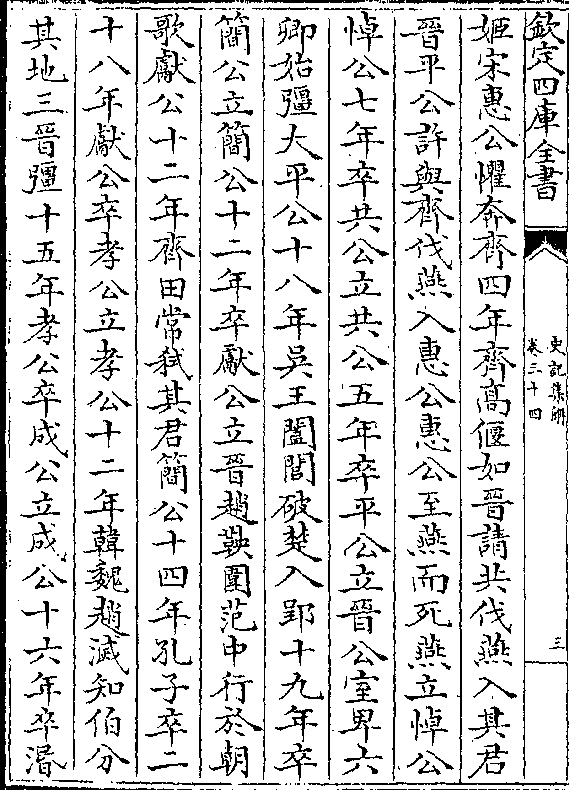 欽定四庫全書
史記集解
卷三十四
三
姬宋惠公懼奔齊四年齊高偃如晉請共伐燕入其君
晉平公許與齊伐燕入惠公惠公至燕而死燕立悼公
悼公七年卒共公立共公五年卒平公立晉公室卑六
卿始彊大平公十八年吳王闔閭破楚入郢十九年卒
簡公立簡公十二年卒獻公立晉趙鞅圍范中行於朝
歌獻公十二年齊田常弑其君簡公十四年孔子卒二
十八年獻公卒孝公立孝公十二年韓魏趙滅知伯分
其地三晉彊十五年孝公卒成公立成公十六年卒湣